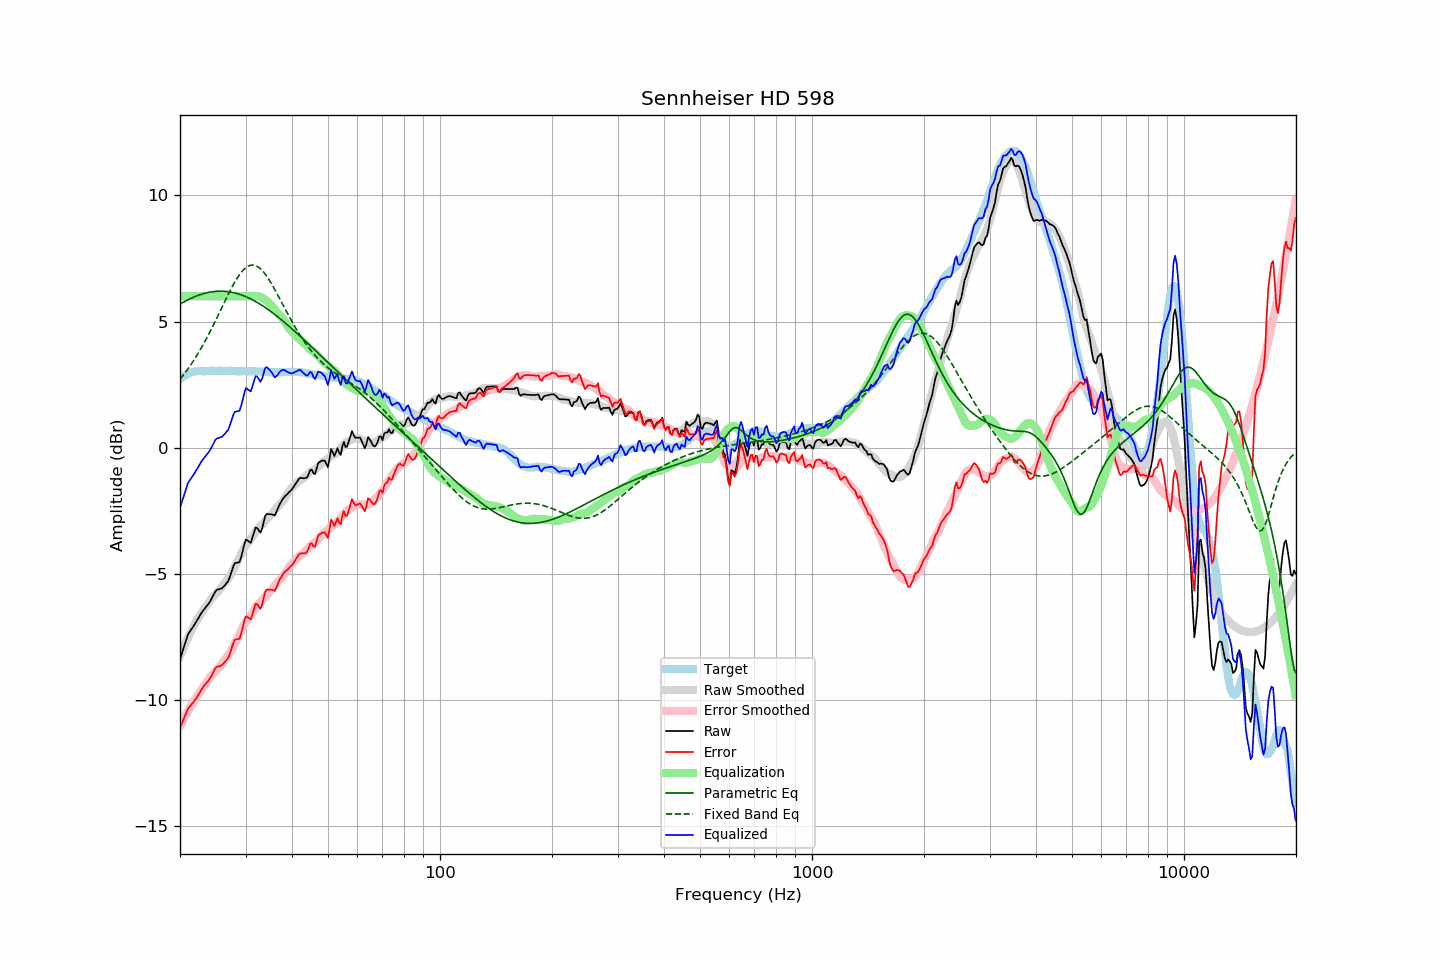 Sennheiser HD 598
Amplitude (dBr)
10
5
0
−5
−10
−15
Target
Raw Smoothed
Error Smoothed
Raw
Error
Equalization
Parametric Eq
Fixed Band Eq
Equalized
100
1000
10000
Frequency (Hz)